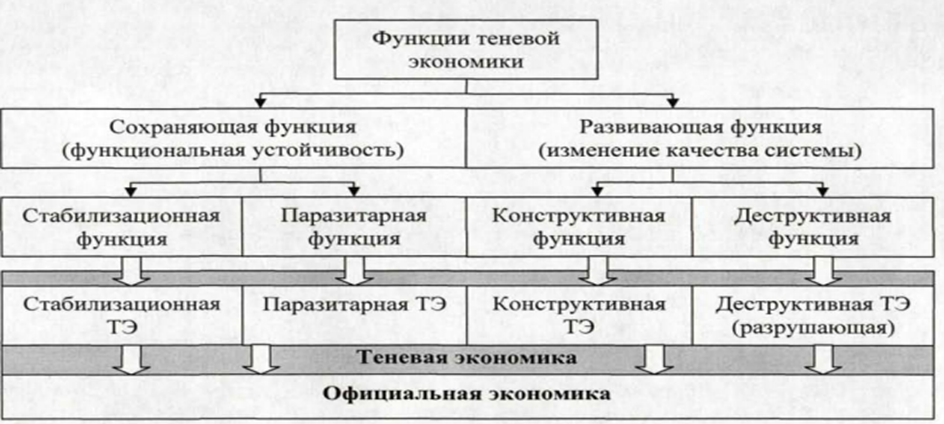 Функции теневой
экономики
Сохраняющая функция
(функциональная устойчивость)
Развивающая функция
(изменение качества системы)
Стабилизационная
функция
Паразитарная
функция
Конструктивная
функция
Деструктивная
функция
Стабилизационная
ТЭ
Паразитарная ТЭ
Конструктивная
ТЭ
Деструктивная ТЭ
(разрушающая)
Теневая экономика
Официальная экономика